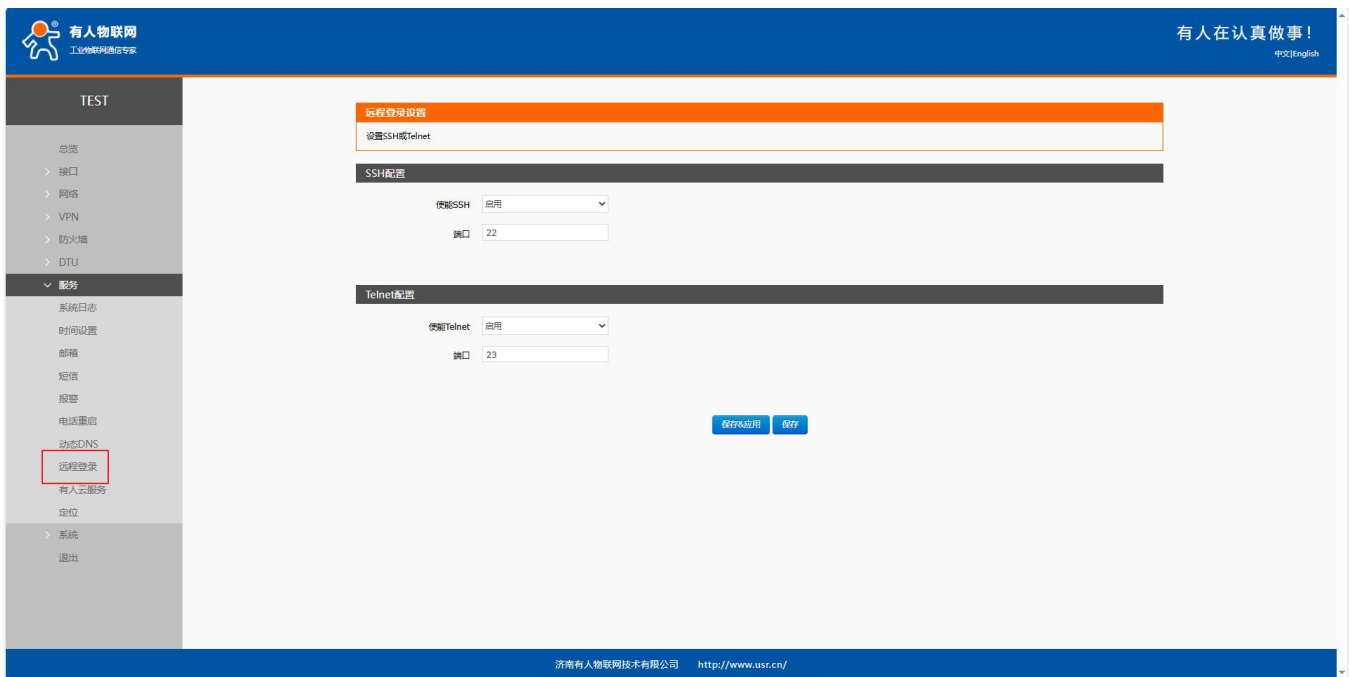 有人物联网
工业物联网通信专家
有人在认真做事!
中文|English
TEST
总览
接口
网络
VPN
防火墙
DTU
服务
系统日志
时间设置
邮箱
短信
报警
电话重启
动态DNS
远程登录
有人云服务
定位
系统
退出
远程登录设置
设置SSH或Telnet
SSH配置
使能SSH 启用
端口 22
Telnet配置
使能Telnet 启用
端口 23
保存&应用 保存
济南有人物联网技术有限公司 http://www.usr.cn/